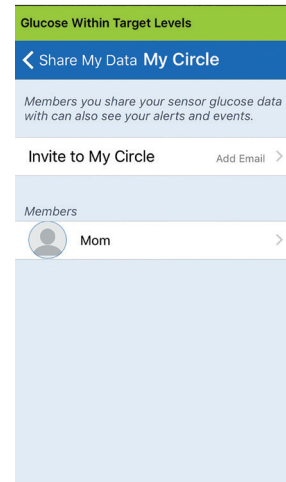 Glucose Within Target Levels
Share My Data My Circle
Members you share your sensor glucose data
with can also see your alerts and events.
Invite to My Circle Add Email
Members
Mom